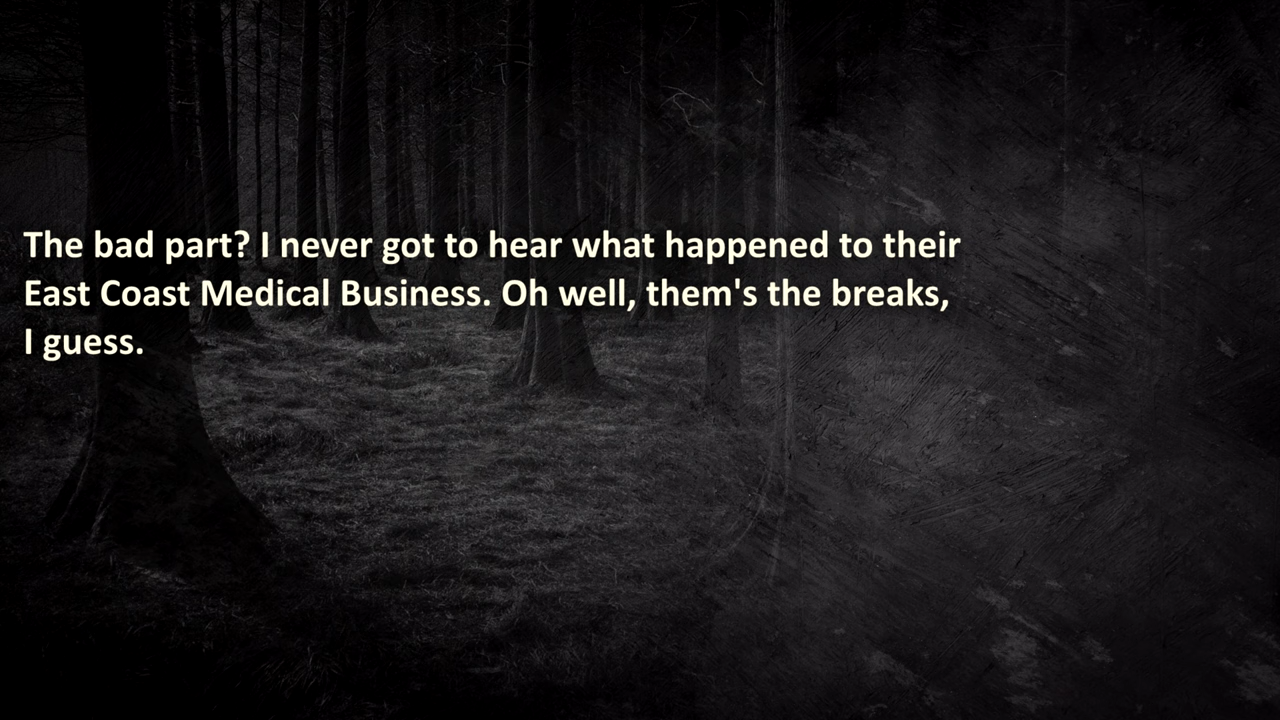 The bad part? I never got to hear what happened to their
East Coast Medical Business. Oh well, them's the breaks,
I guess.